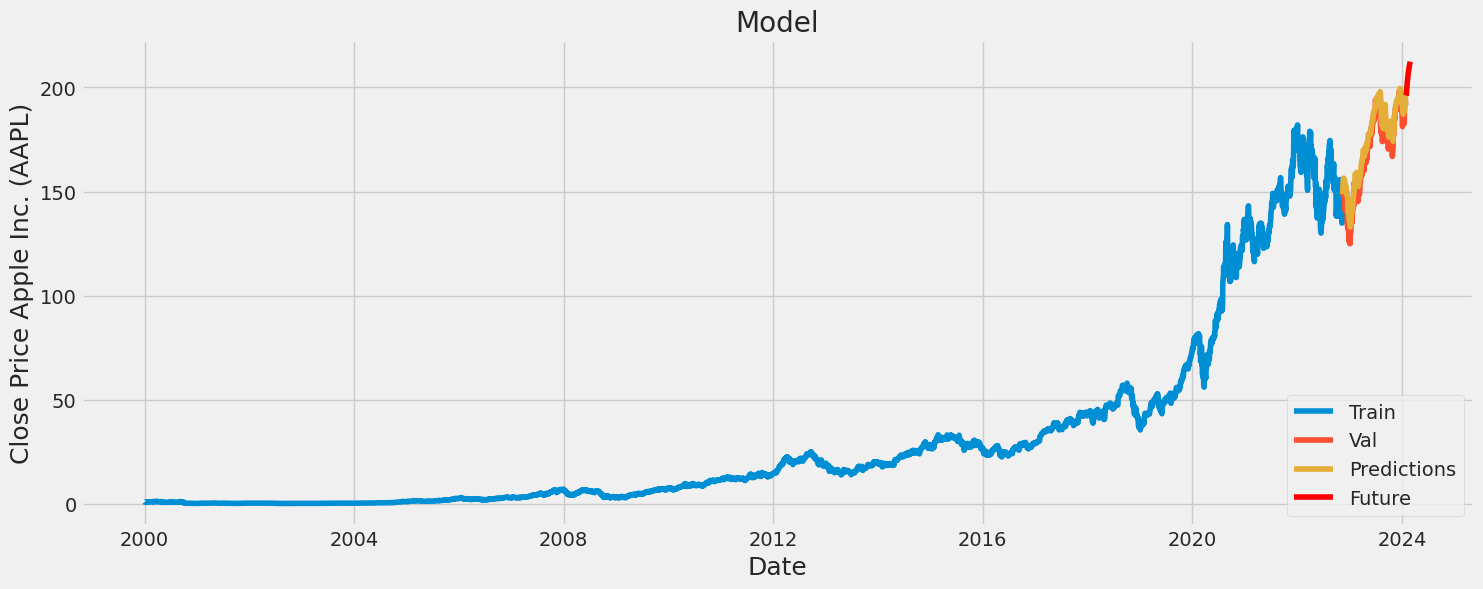 Model
Close Price Apple Inc. (AAPL)
200
150
100
50
0
2000 2004 2008 2012 2016 2020 2024
Date
Train
Val
Predictions
Future